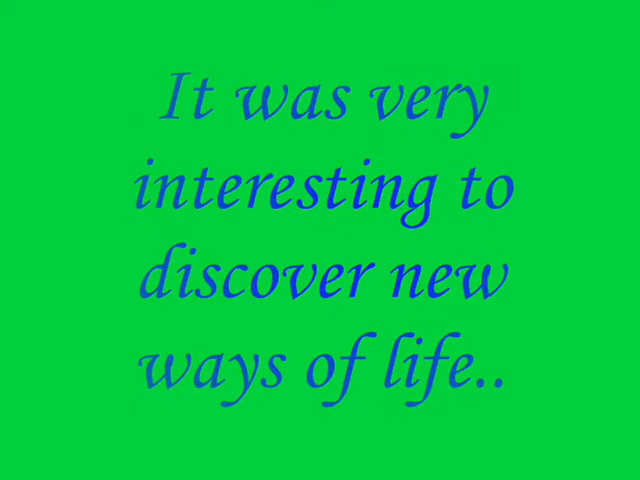 It was very
interesting to
discover new
ways of life..